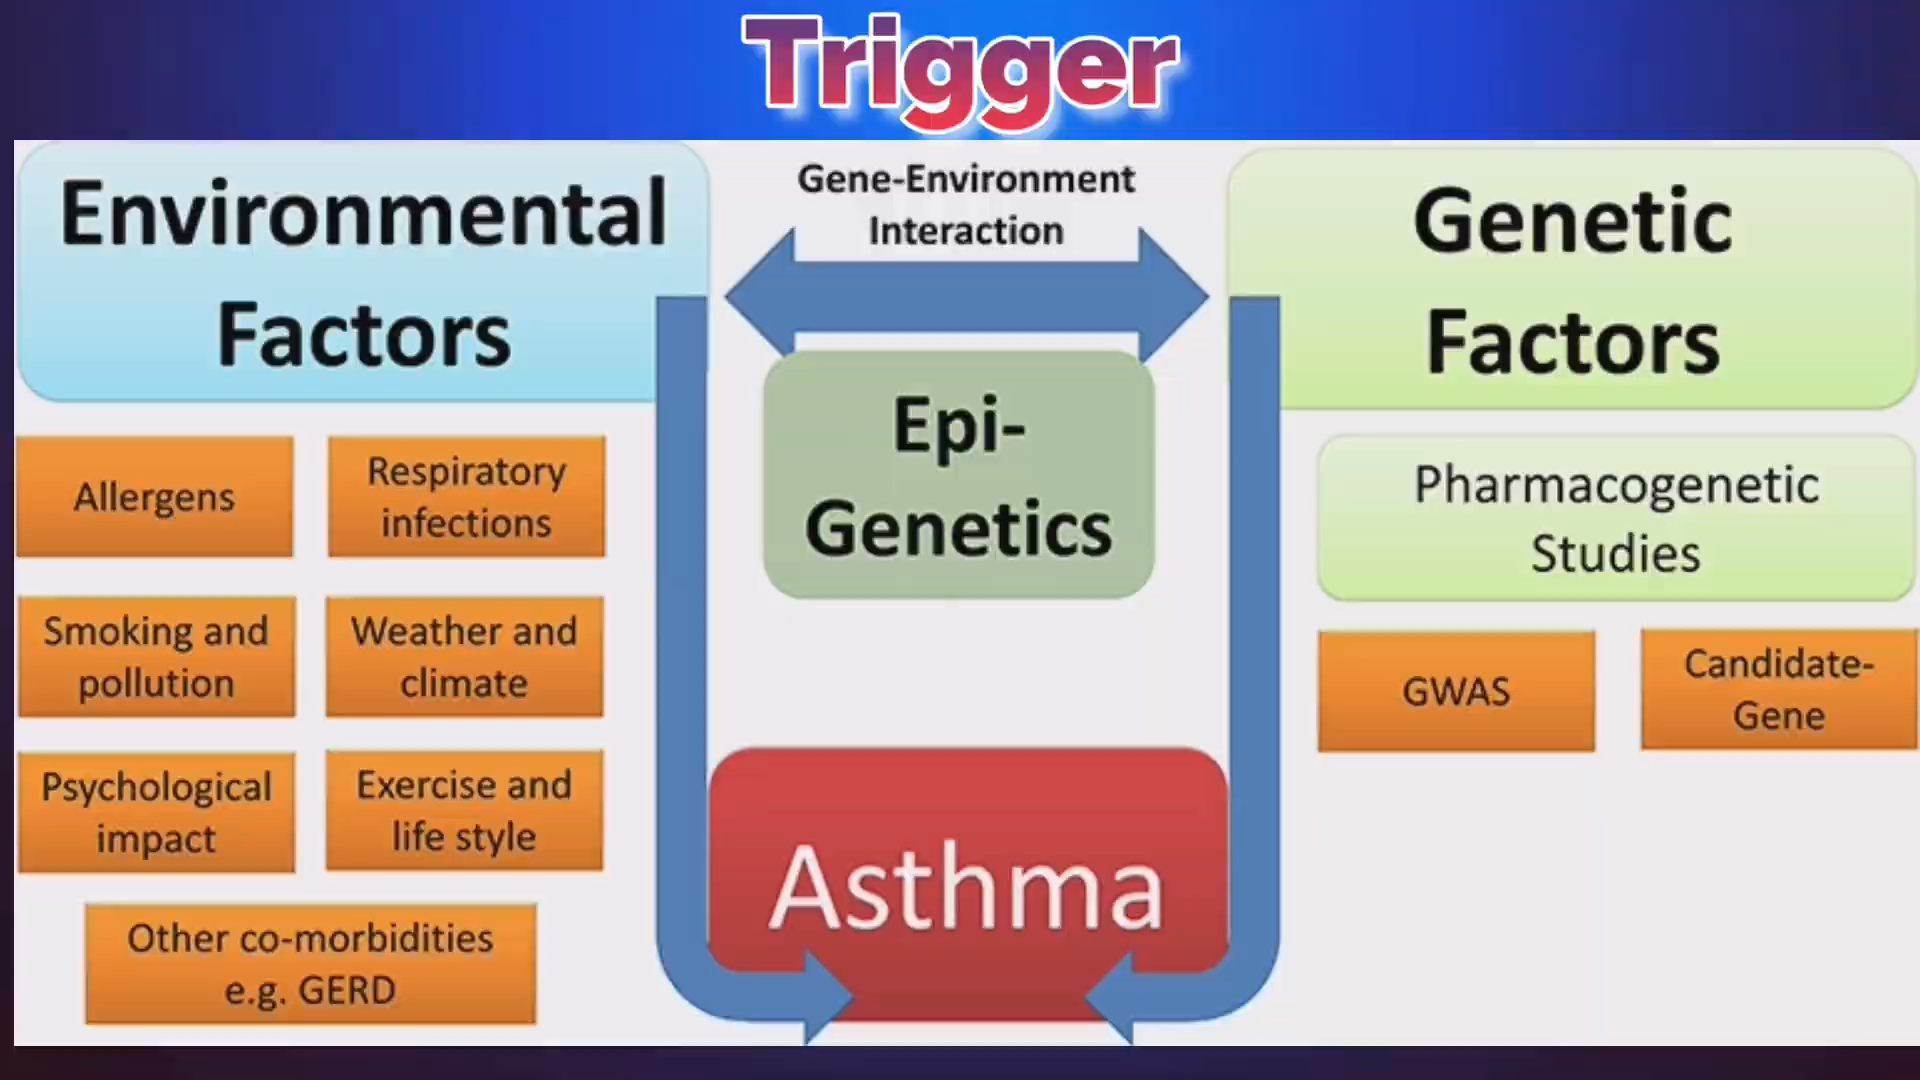 Trigger
Environmental
Factors
Gene-Environment
Interaction
Genetic
Factors
Epi-
Genetics
Allergens
Respiratory
infections
Smoking and
pollution
Weather and
climate
Psychological
impact
Exercise and
life style
Other co-morbidities
e.g. GERD
Pharmacogenetic
Studies
GWAS
Candidate-
Gene
Asthma